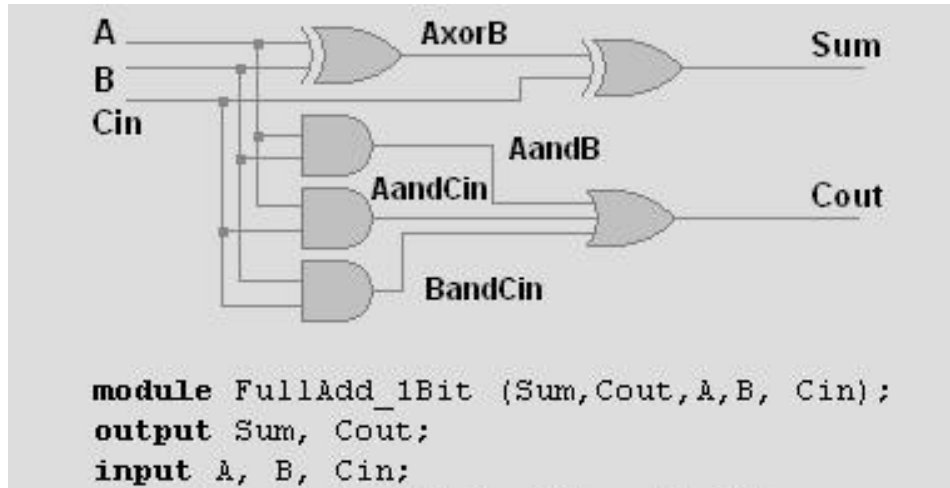 A
AxorB
Sum
B
Cin
AandB
AandCin
Cout
BandCin
module FullAdd_1Bit (Sum,Cout,A,B, Cin);
output Sum, Cout;
input A, B, Cin;